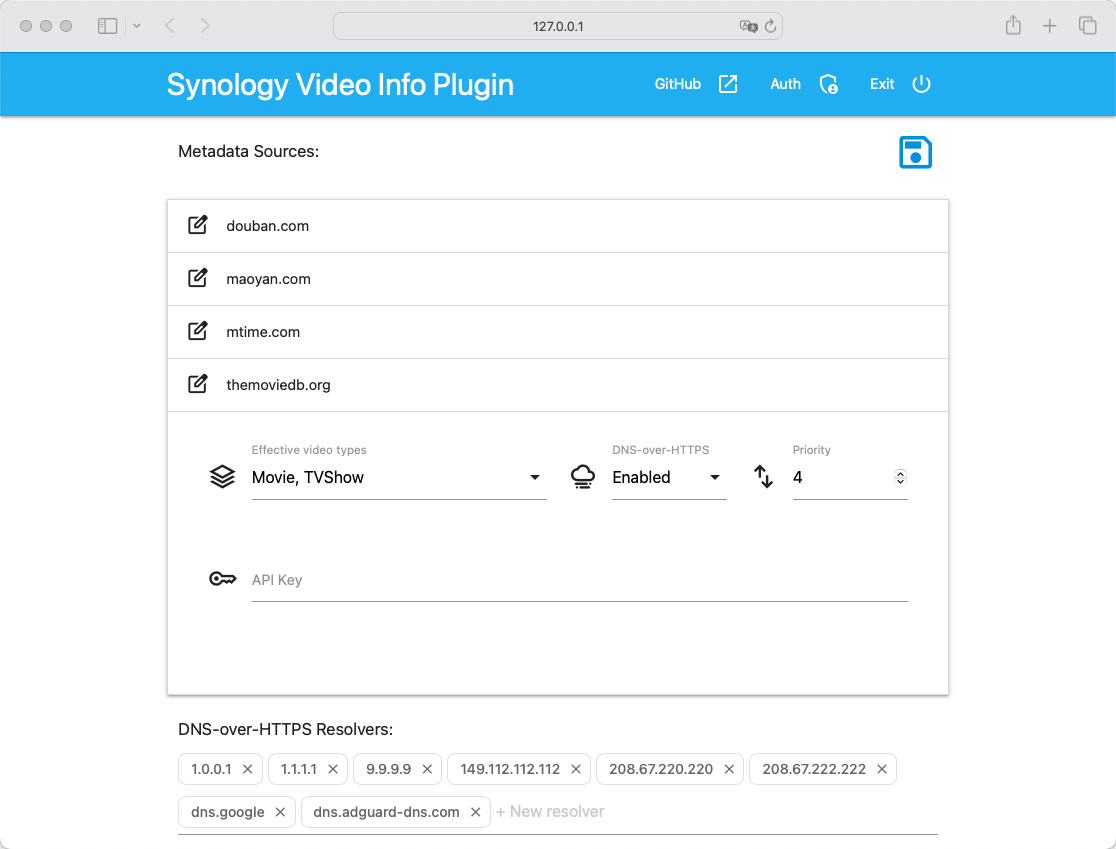 127.0.0.1
Synology Video Info Plugin
GitHub Auth Exit
Metadata Sources:
douban.com
maoyan.com
mtime.com
themoviedb.org
Effective video types DNS-over-HTTPS Priority
Movie, TVShow Enabled 4
API Key
DNS-over-HTTPS Resolvers:
1.0.0.1 1.1.1.1 9.9.9.9 149.112.112.112 208.67.220.220 208.67.222.222
dns.google dns.adguard-dns.com + New resolver